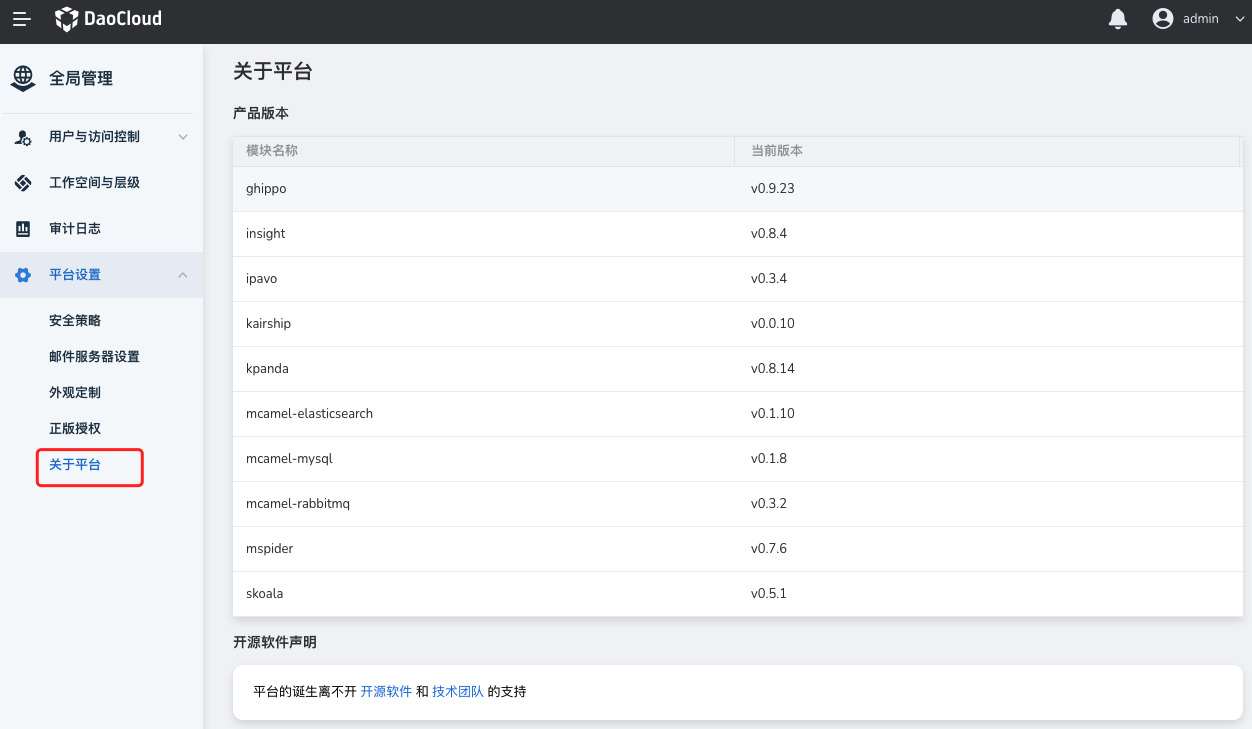 DaoCloud
admin
全局管理
用户与访问控制
工作空间与层级
审计日志
平台设置
安全策略
邮件服务器设置
外观定制
正版授权
关于平台
关于平台
产品版本
模块名称 当前版本
ghippo v0.9.23
insight v0.8.4
ipavo v0.3.4
kairship v0.0.10
kpanda v0.8.14
mcamel-elasticsearch v0.1.10
mcamel-mysql v0.1.8
mcamel-rabbitmq v0.3.2
mspider v0.7.6
skoala v0.5.1
开源软件声明
平台的诞生离不开 开源软件 和 技术团队 的支持